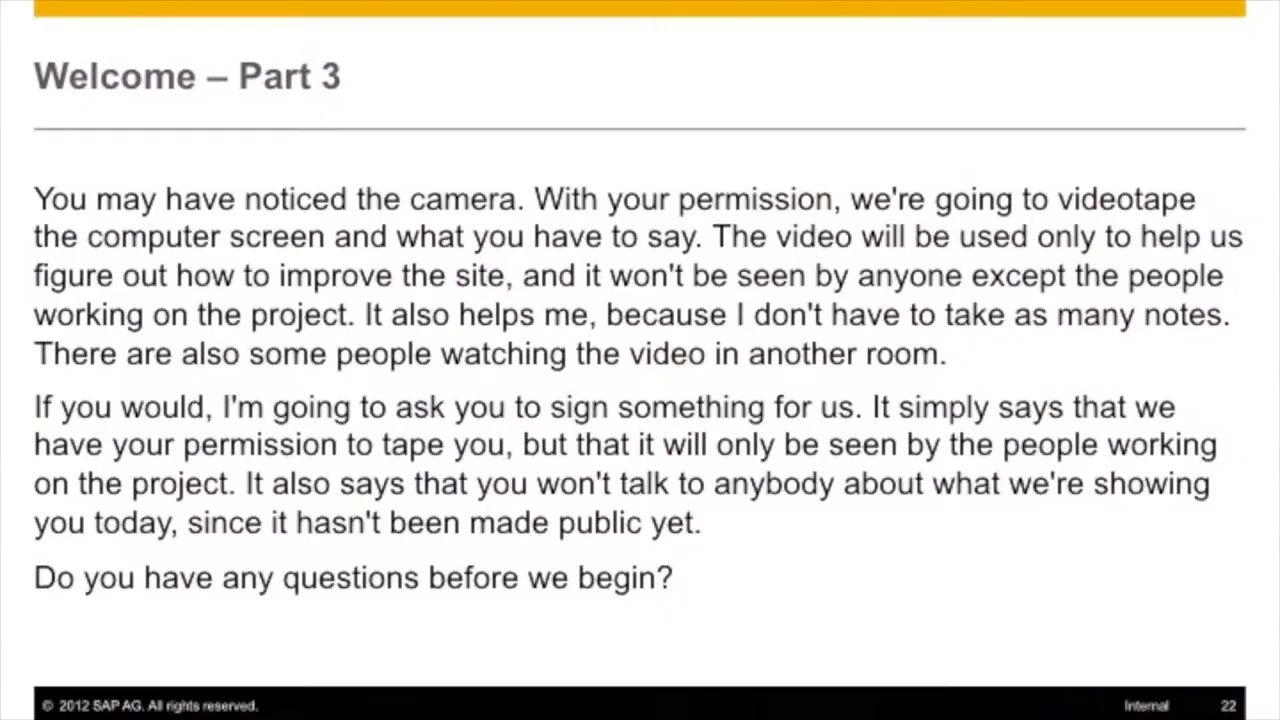 Welcome – Part 3
You may have noticed the camera. With your permission, we're going to videotape
the computer screen and what you have to say. The video will be used only to help us
figure out how to improve the site, and it won't be seen by anyone except the people
working on the project. It also helps me, because I don't have to take as many notes.
There are also some people watching the video in another room.
If you would, I'm going to ask you to sign something for us. It simply says that we
have your permission to tape you, but that it will only be seen by the people working
on the project. It also says that you won't talk to anybody about what we're showing
you today, since it hasn't been made public yet.
Do you have any questions before we begin?
© 2012 SAP AG. All rights reserved. Internal 22